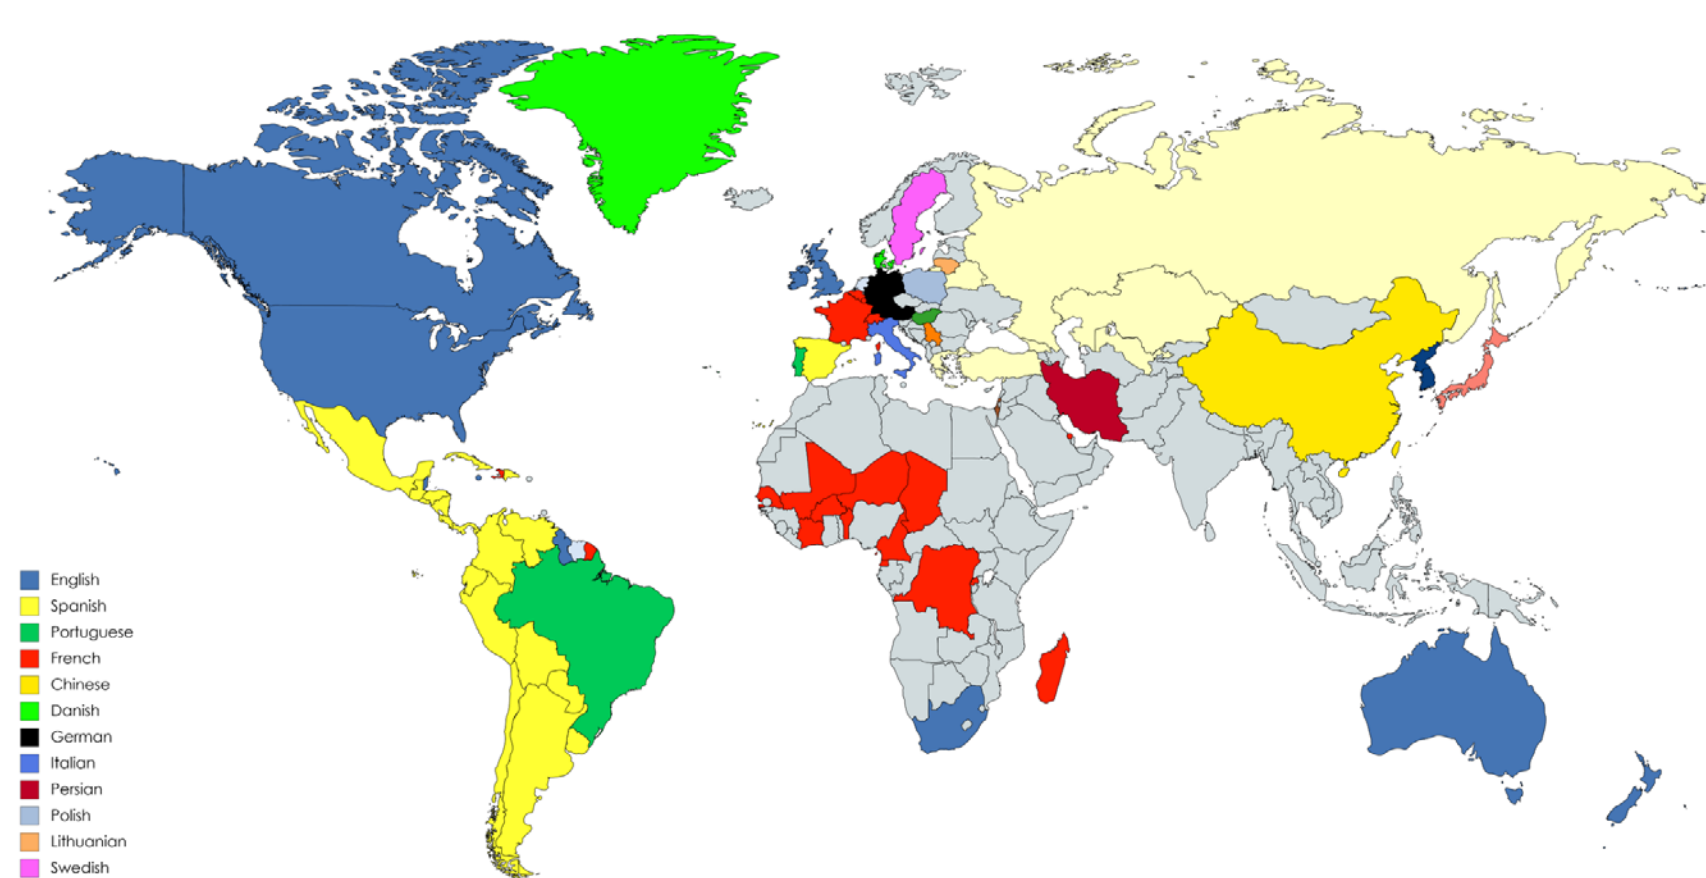 English
Spanish
Portuguese
French
Chinese
Danish
German
Italian
Persian
Polish
Lithuanian
Swedish